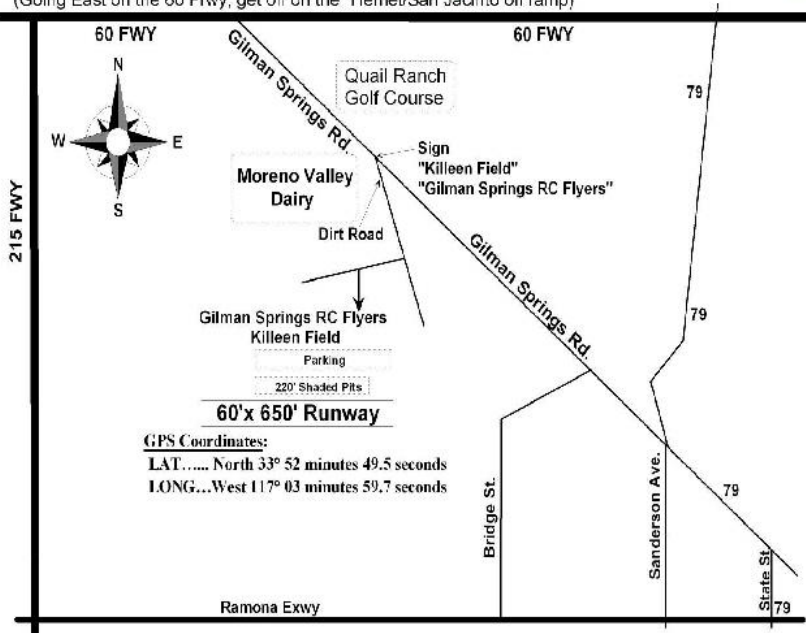 (Going East on the 60 Frwy, get off on the "Hemet/San Jacinto off ramp)
60 FWY
60 FWY
N
W
E
S
215 FWY
Gilman Springs Rd.
Quail Ranch
Golf Course
79
Sign
"Killeen Field"
"Gilman Springs RC Flyers"
Moreno Valley
Dairy
Dirt Road
Gilman Springs Rd.
79
Gilman Springs RC Flyers
Killeen Field
Parking
220' Shaded Pits
60'x 650' Runway
GPS Coordinates:
LAT...... North 33° 52 minutes 49.5 seconds
LONG...West 117° 03 minutes 59.7 seconds
Bridge St.
Sanderson Ave.
79
State St
79
Ramona Exwy